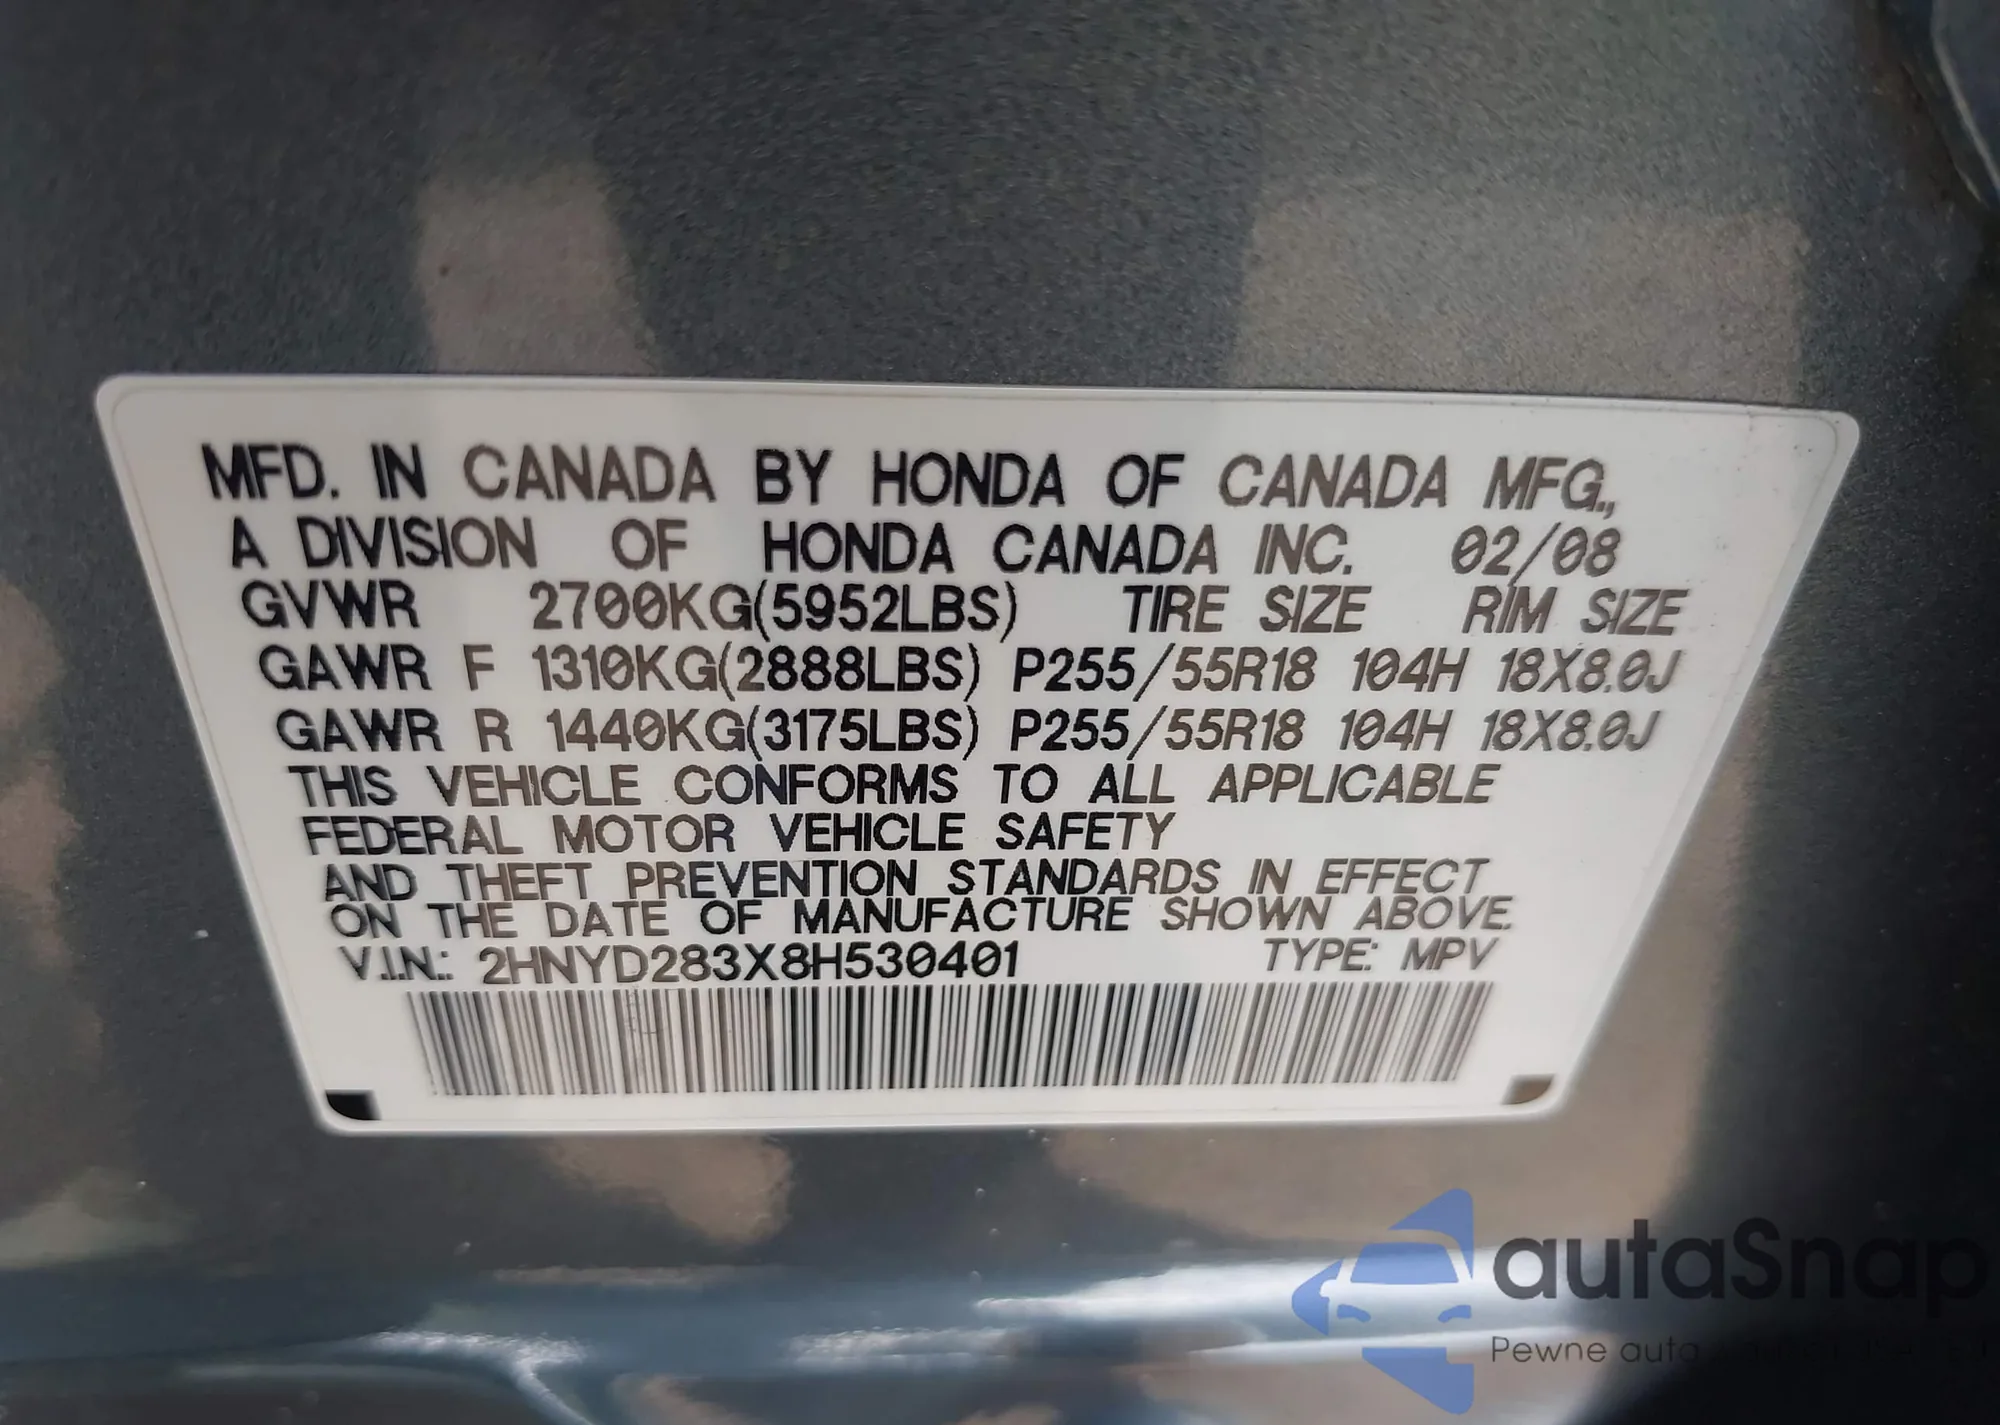 MFD. IN CANADA BY HONDA OF CANADA MFG.,
A DIVISION OF HONDA CANADA INC. 02/08
GVWR 2700KG(5952LBS) TIRE SIZE RIM SIZE
GAWR F 1310KG(2888LBS) P255/55R18 104H 18X8.0J
GAWR R 1440KG(3175LBS) P255/55R18 104H 18X8.0J
THIS VEHICLE CONFORMS TO ALL APPLICABLE
FEDERAL MOTOR VEHICLE SAFETY
AND THEFT PREVENTION STANDARDS IN EFFECT
ON THE DATE OF MANUFACTURE SHOWN ABOVE.
V.I.N.: 2HNYD283X8H530401 TYPE: MPV
autaSnap
Pewne auto